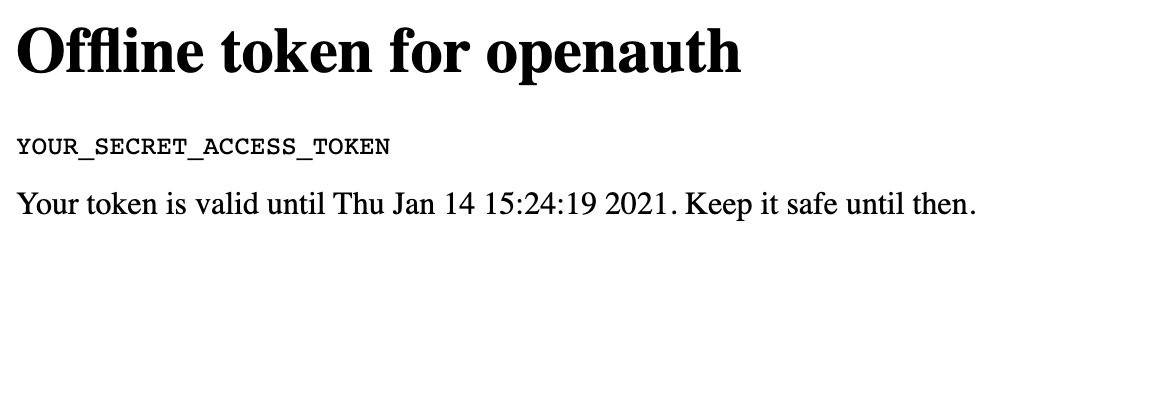 Offline token for openauth
YOUR_SECRET_ACCESS_TOKEN
Your token is valid until Thu Jan 14 15:24:19 2021. Keep it safe until then.